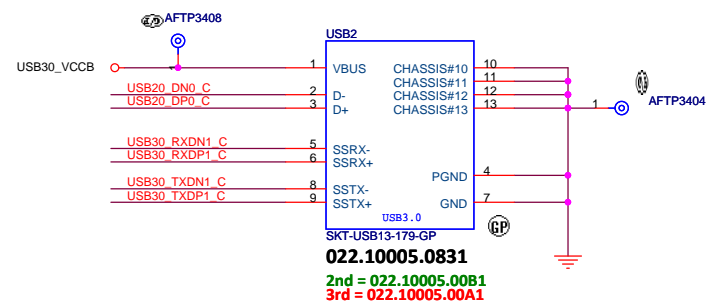 AFTP3408
USB2
USB30_VCCB
1 VBUS CHASSIS#10 10
CHASSIS#11 11
USB20_DN0_C 2 D- CHASSIS#12 12
USB20_DP0_C 3 D+ CHASSIS#13 13
1 AFTP3404
USB30_RXDN1_C 5 SSRX-
USB30_RXDP1_C 6 SSRX+
PGND 4
USB30_TXDN1_C 8 SSTX-
USB30_TXDP1_C 9 SSTX+ GND 7
USB3.0
GP
SKT-USB13-179-GP
022.10005.0831
2nd = 022.10005.00B1
3rd = 022.10005.00A1